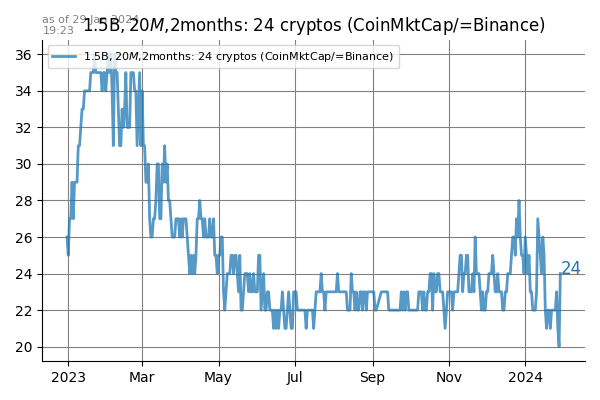 as of 29 Jan 2024
19:23
1.5B, 20M,2months: 24 cryptos (CoinMktCap/=Binance)
1.5B, 20M,2months: 24 cryptos (CoinMktCap/=Binance)
36
34
32
30
28
26
24
22
20
24
2023 Mar May Jul Sep Nov 2024